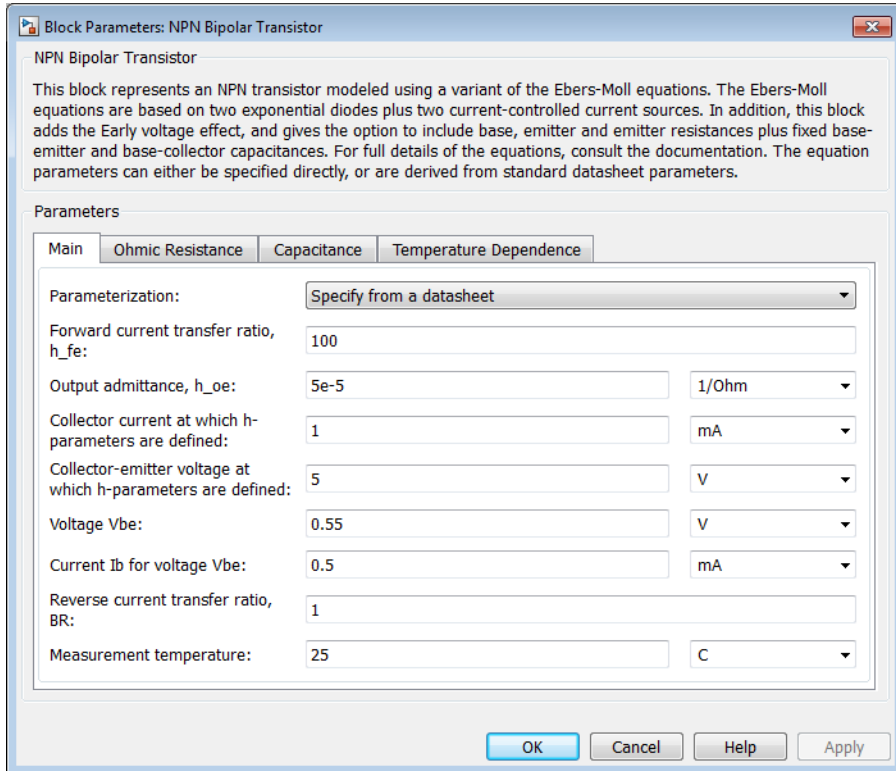 Block Parameters: NPN Bipolar Transistor
NPN Bipolar Transistor
This block represents an NPN transistor modeled using a variant of the Ebers-Moll equations. The Ebers-Moll
equations are based on two exponential diodes plus two current-controlled current sources. In addition, this block
adds the Early voltage effect, and gives the option to include base, emitter and emitter resistances plus fixed base-
emitter and base-collector capacitances. For full details of the equations, consult the documentation. The equation
parameters can either be specified directly, or are derived from standard datasheet parameters.
Parameters
Main Ohmic Resistance Capacitance Temperature Dependence
Parameterization: Specify from a datasheet
Forward current transfer ratio,
h_fe: 100
Output admittance, h_oe: 5e-5 1/Ohm
Collector current at which h-
parameters are defined: 1 mA
Collector-emitter voltage at
which h-parameters are defined: 5 V
Voltage Vbe: 0.55 V
Current Ib for voltage Vbe: 0.5 mA
Reverse current transfer ratio,
BR: 1
Measurement temperature: 25 C
OK Cancel Help Apply